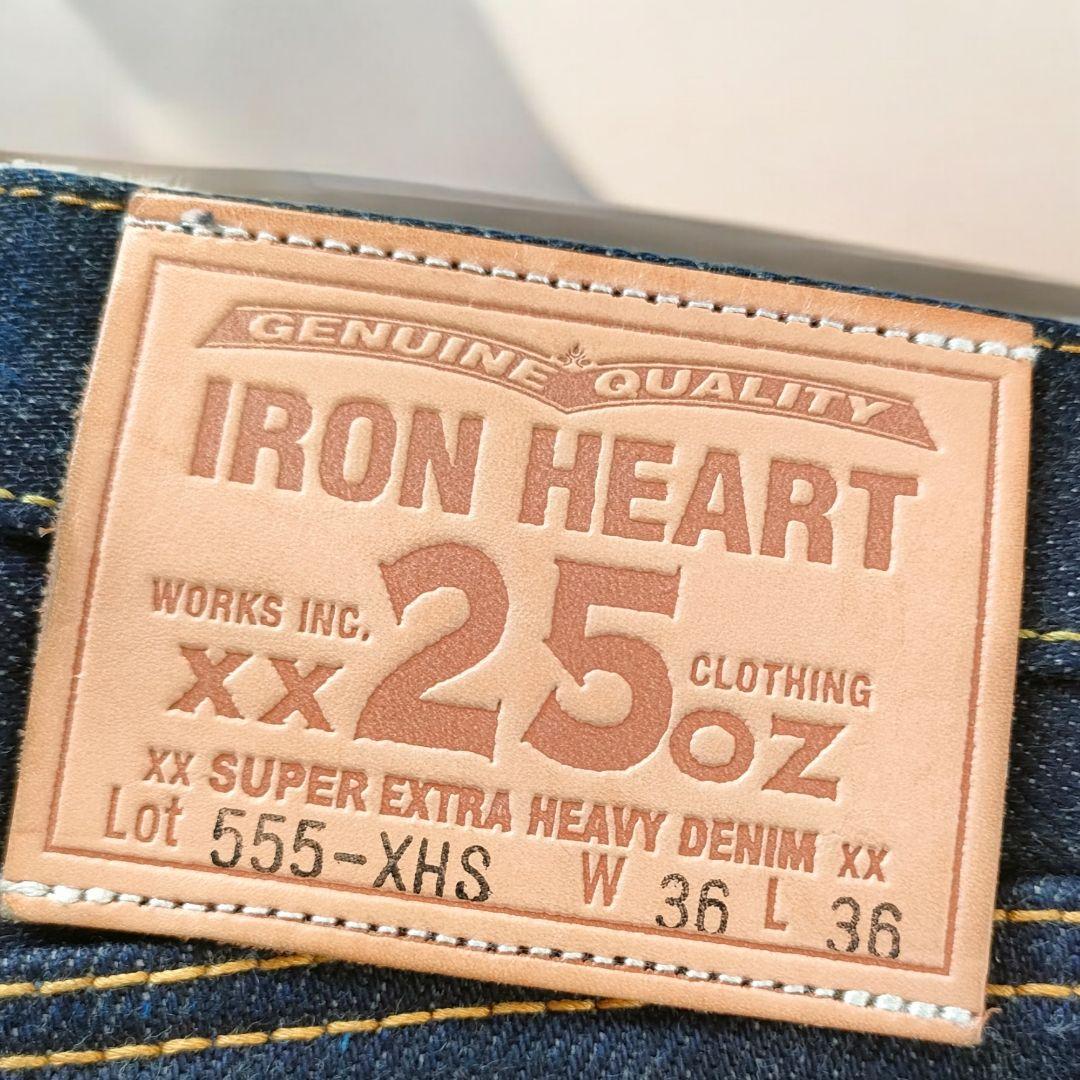 GENUINE QUALITY
IRON HEART
WORKS INC. 25 CLOTHING
XX OZ
XX SUPER EXTRA HEAVY DENIM XX
Lot 555-XHS W 36 L 36